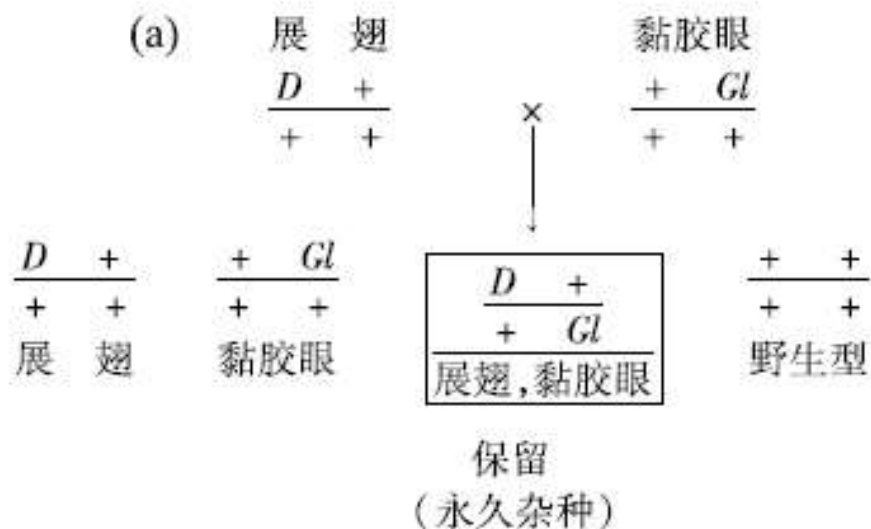 (a) 展 翅 黏胶眼
D + + Gl
×
+ + + +
D + + Gl D + + +
+ + + + + Gl + +
展 翅 黏胶眼 展翅,黏胶眼 野生型
保留
(永久杂种)